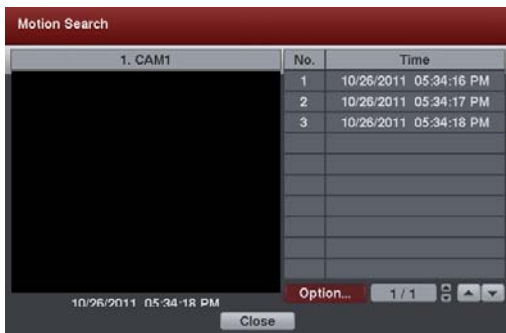 Motion Search
1. CAM1
No. Time
1 10/26/2011 05:34:16 PM
2 10/26/2011 05:34:17 PM
3 10/26/2011 05:34:18 PM
Option... 1 / 1
10/26/2011 05:34:18 PM
Close